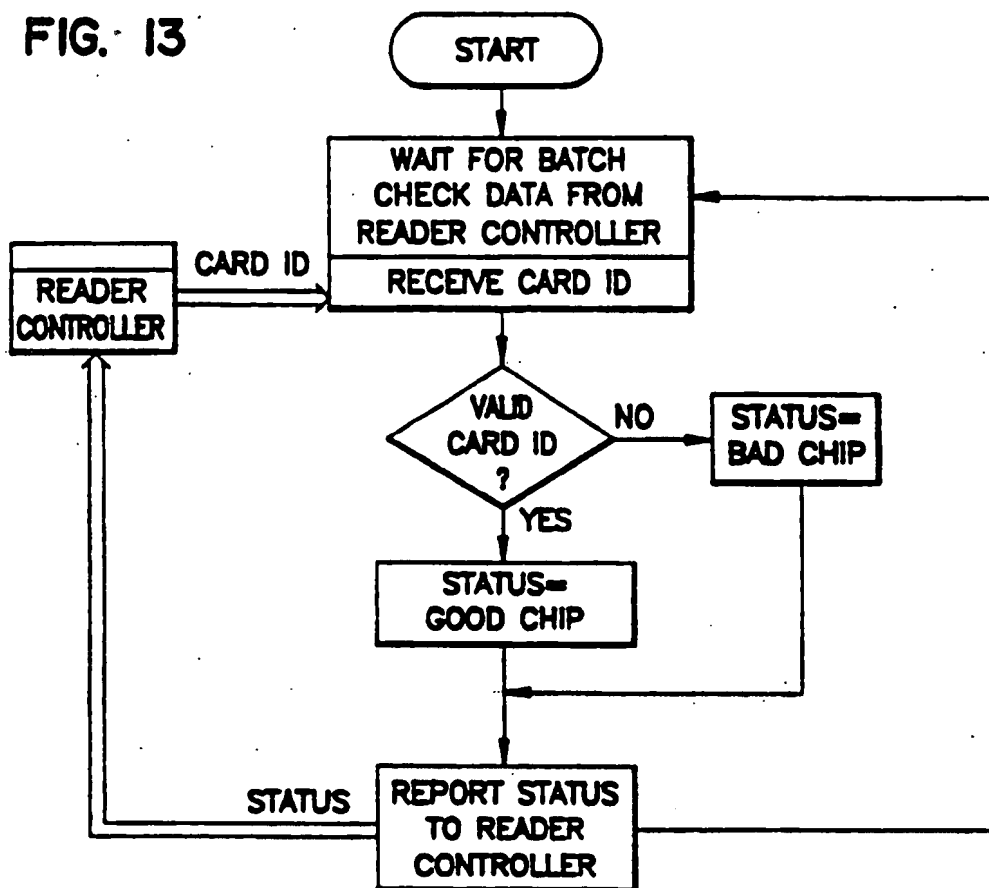 FIG. 13
START
WAIT FOR BATCH
CHECK DATA FROM
READER CONTROLLER
RECEIVE CARD ID
CARD ID
READER
CONTROLLER
VALID
CARD ID
?
NO
STATUS=
BAD CHIP
YES
STATUS=
GOOD CHIP
STATUS
REPORT STATUS
TO READER
CONTROLLER